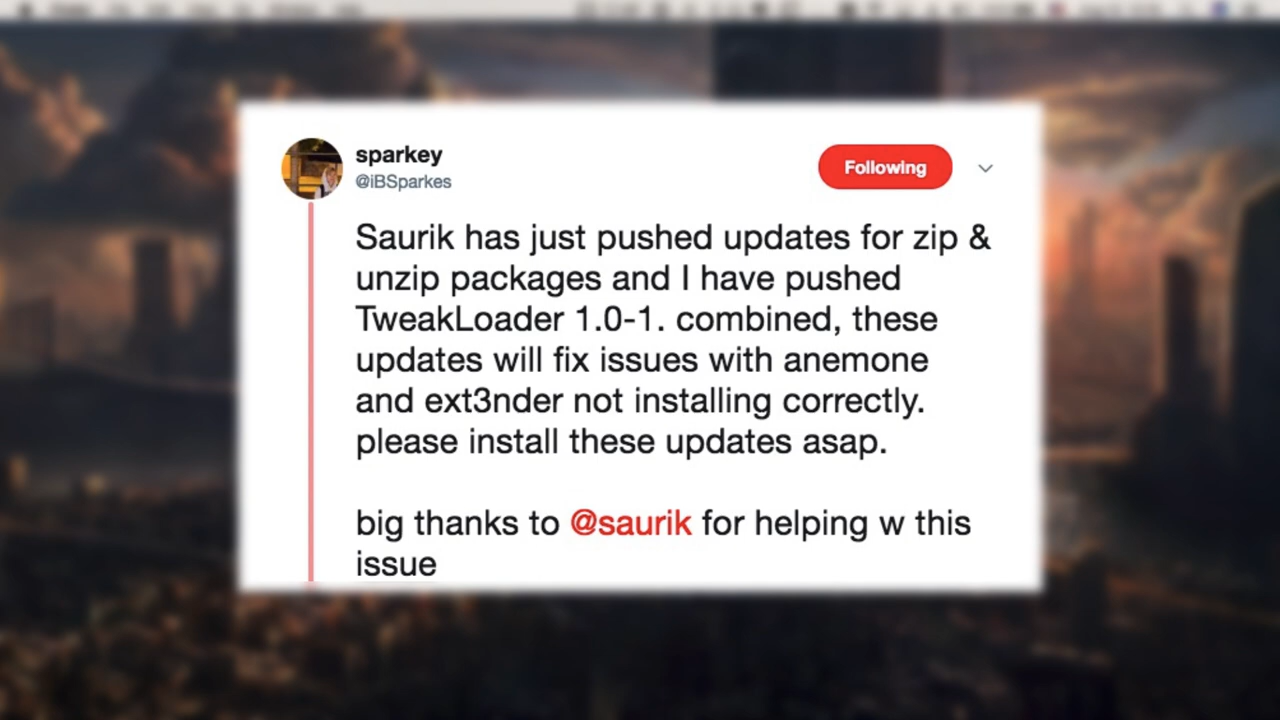 sparkey
@iBSparkes
Following
Saurik has just pushed updates for zip &
unzip packages and I have pushed
TweakLoader 1.0-1. combined, these
updates will fix issues with anemone
and ext3nder not installing correctly.
please install these updates asap.
big thanks to @saurik for helping w this
issue